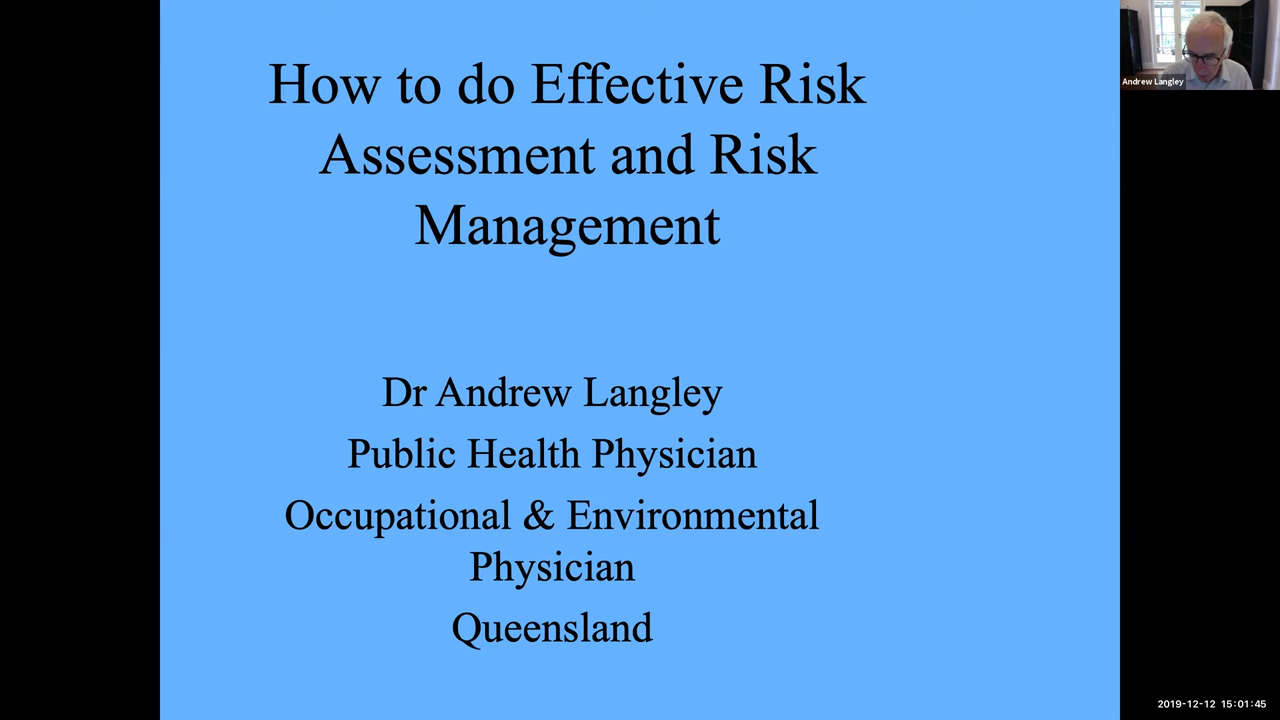 How to do Effective Risk
Assessment and Risk
Management
Dr Andrew Langley
Public Health Physician
Occupational & Environmental
Physician
Queensland
Andrew Langley
2019-12-12 15:01:45